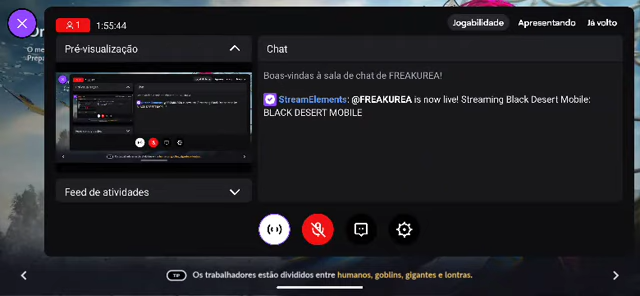 1 1:55:44
Jogabilidade Apresentando Já volto
Pré-visualização
Chat
Boas-vindas à sala de chat de FREAKUREA!
StreamElements: @FREAKUREA is now live! Streaming Black Desert Mobile:
BLACK DESERT MOBILE
Feed de atividades
TIP Os trabalhadores estão divididos entre humanos, goblins, gigantes e lontras.